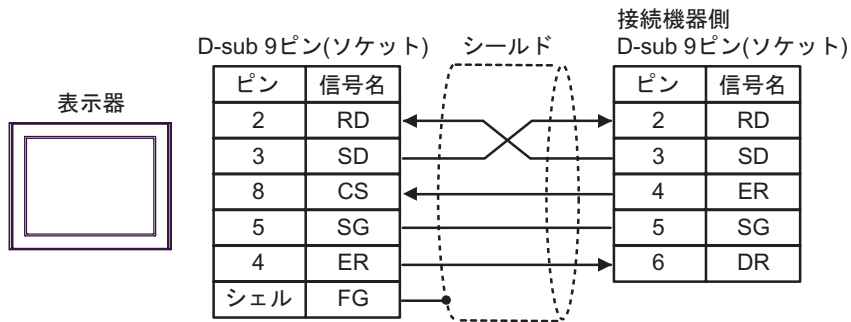 接続機器側
D-sub 9ピン(ソケット) シールド D-sub 9ピン(ソケット)
表示器
ピン 信号名 ピン 信号名
2 RD 2 RD
3 SD 3 SD
8 CS 4 ER
5 SG 5 SG
4 ER 6 DR
シェル FG